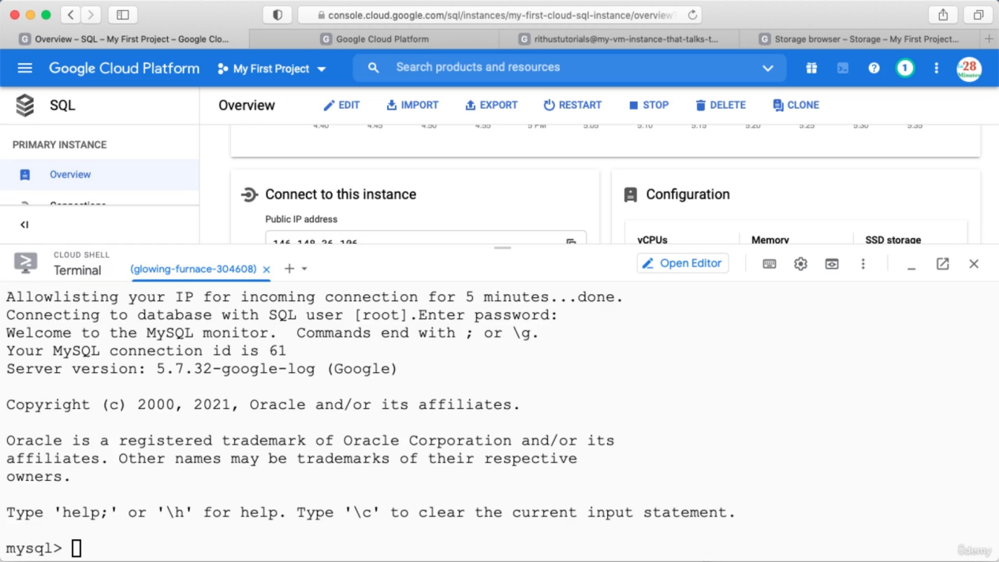 console.cloud.google.com/sql/instances/my-first-cloud-sql-instance/overview?
Overview – SQL – My First Project – Google Clo...
Google Cloud Platform
rithustutorials@my-vm-instance-that-talks-t...
Storage browser – Storage – My First Project...
Google Cloud Platform
My First Project
Search products and resources
1
28
Minutes
SQL
Overview
EDIT
IMPORT
EXPORT
RESTART
STOP
DELETE
CLONE
4:40 4:45 4:50 4:55 5 PM 5:05 5:10 5:15 5:20 5:25 5:30 5:35
PRIMARY INSTANCE
Overview
Connections
Connect to this instance
Public IP address
146.148.36.196
Configuration
vCPUs
Memory
SSD storage
CLOUD SHELL
Terminal
(glowing-furnace-304608)
Open Editor
Allowlisting your IP for incoming connection for 5 minutes...done.
Connecting to database with SQL user [root].Enter password:
Welcome to the MySQL monitor.  Commands end with ; or \g.
Your MySQL connection id is 61
Server version: 5.7.32-google-log (Google)
Copyright (c) 2000, 2021, Oracle and/or its affiliates.
Oracle is a registered trademark of Oracle Corporation and/or its
affiliates. Other names may be trademarks of their respective
owners.
Type 'help;' or '\h' for help. Type '\c' to clear the current input statement.
mysql>
ûdemy